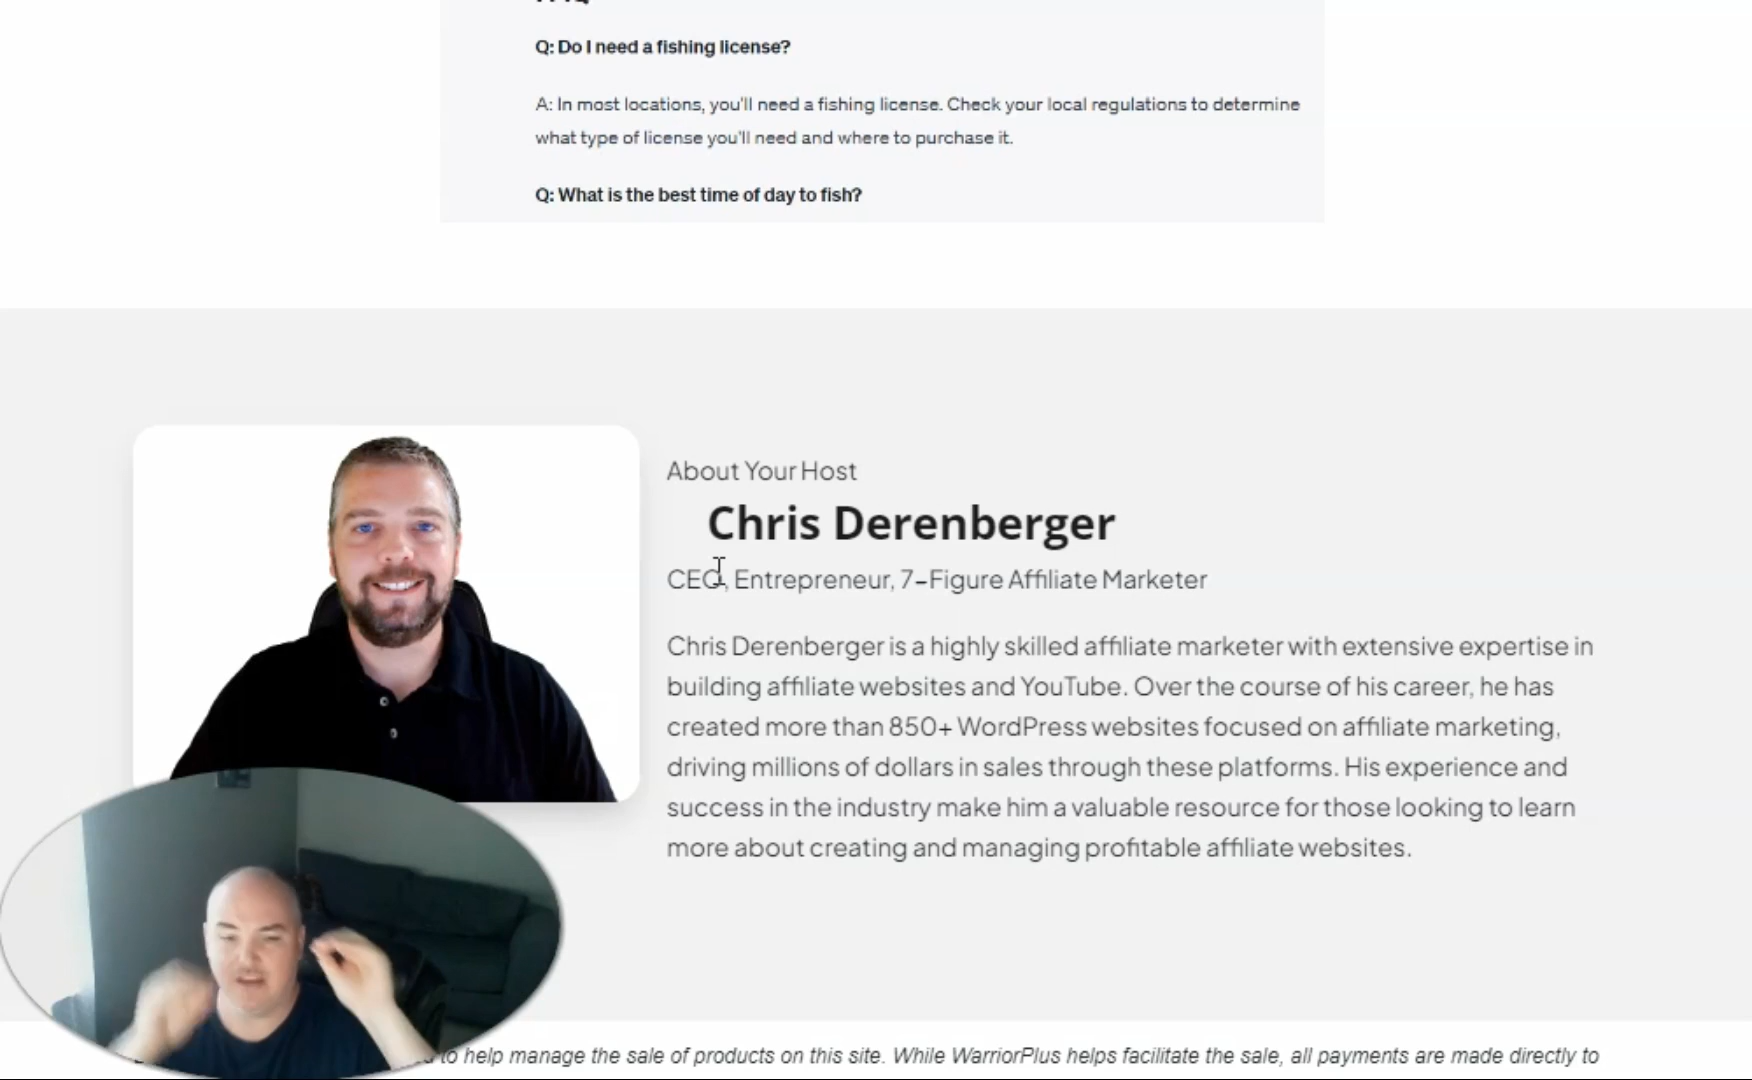 Q: Do I need a fishing license?
A: In most locations, you'll need a fishing license. Check your local regulations to determine
what type of license you'll need and where to purchase it.
Q: What is the best time of day to fish?
About Your Host
Chris Derenberger
CEO, Entrepreneur, 7-Figure Affiliate Marketer
Chris Derenberger is a highly skilled affiliate marketer with extensive expertise in
building affiliate websites and YouTube. Over the course of his career, he has
created more than 850+ WordPress websites focused on affiliate marketing,
driving millions of dollars in sales through these platforms. His experience and
success in the industry make him a valuable resource for those looking to learn
more about creating and managing profitable affiliate websites.
to help manage the sale of products on this site. While WarriorPlus helps facilitate the sale, all payments are made directly to